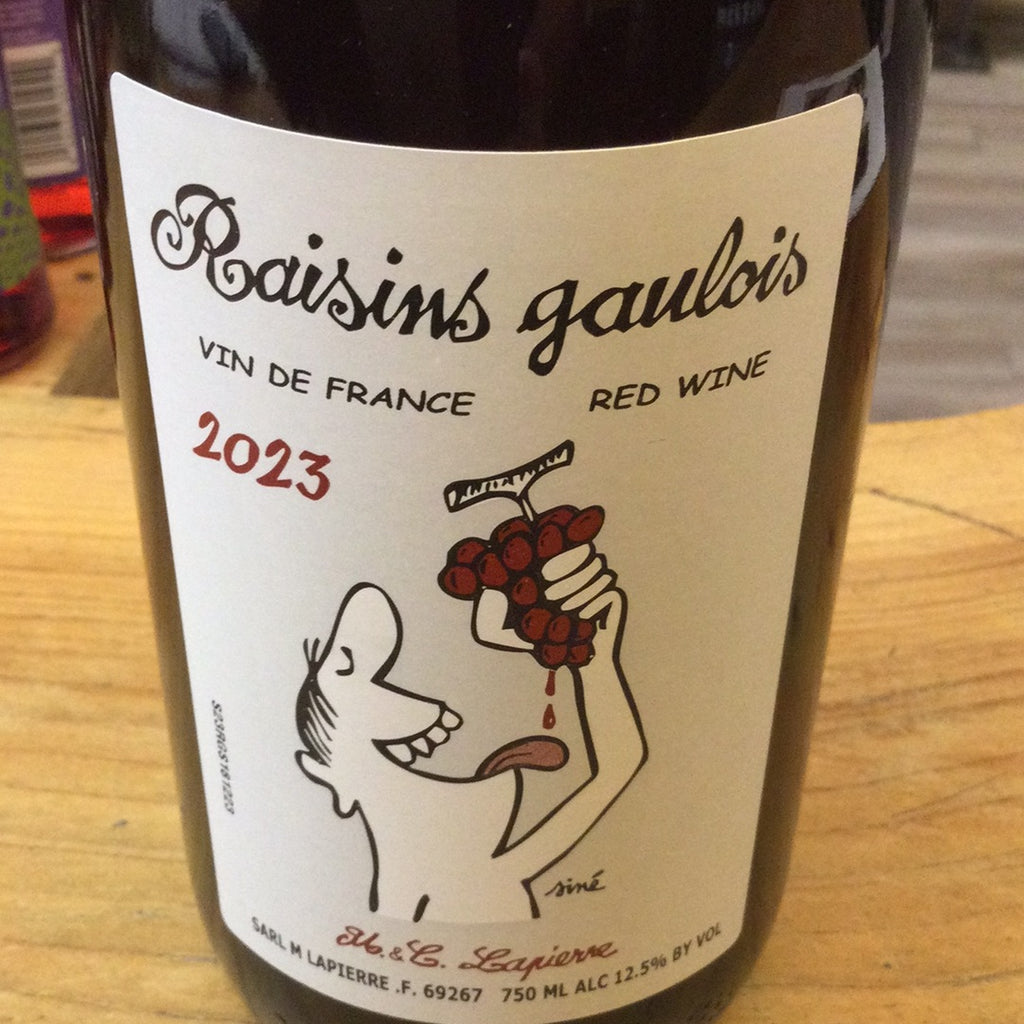 Raisins gaulois
VIN DE FRANCE
RED WINE
2023
siné
M. & C. Lapierre
SARL M LAPIERRE .F. 69267 750 ML ALC 12.5% BY VOL